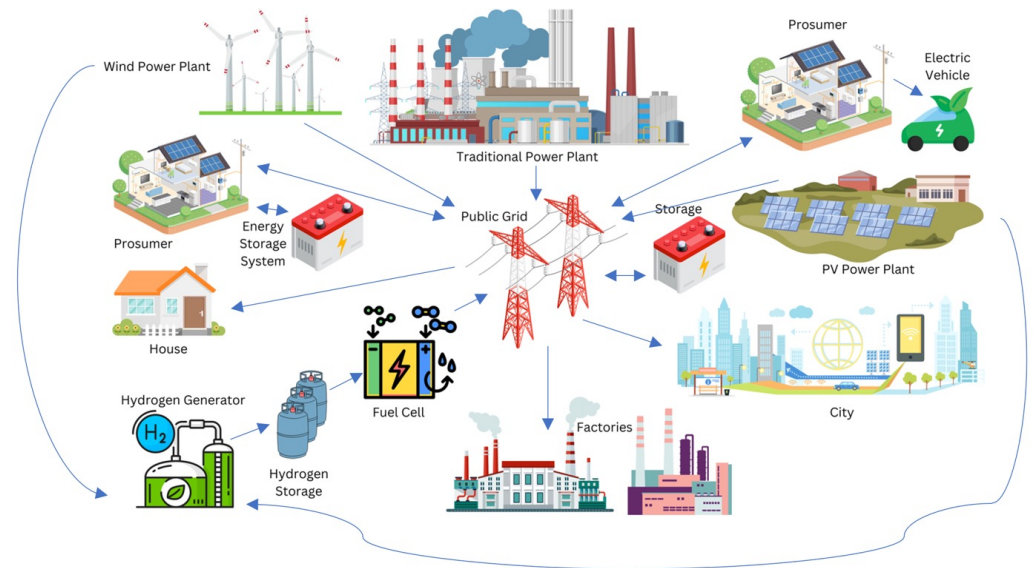 Prosumer
Wind Power Plant
Electric
Vehicle
Traditional Power Plant
Public Grid
Storage
Prosumer
Energy
Storage
System
PV Power Plant
House
Hydrogen Generator
H2
Fuel Cell
City
Factories
Hydrogen
Storage